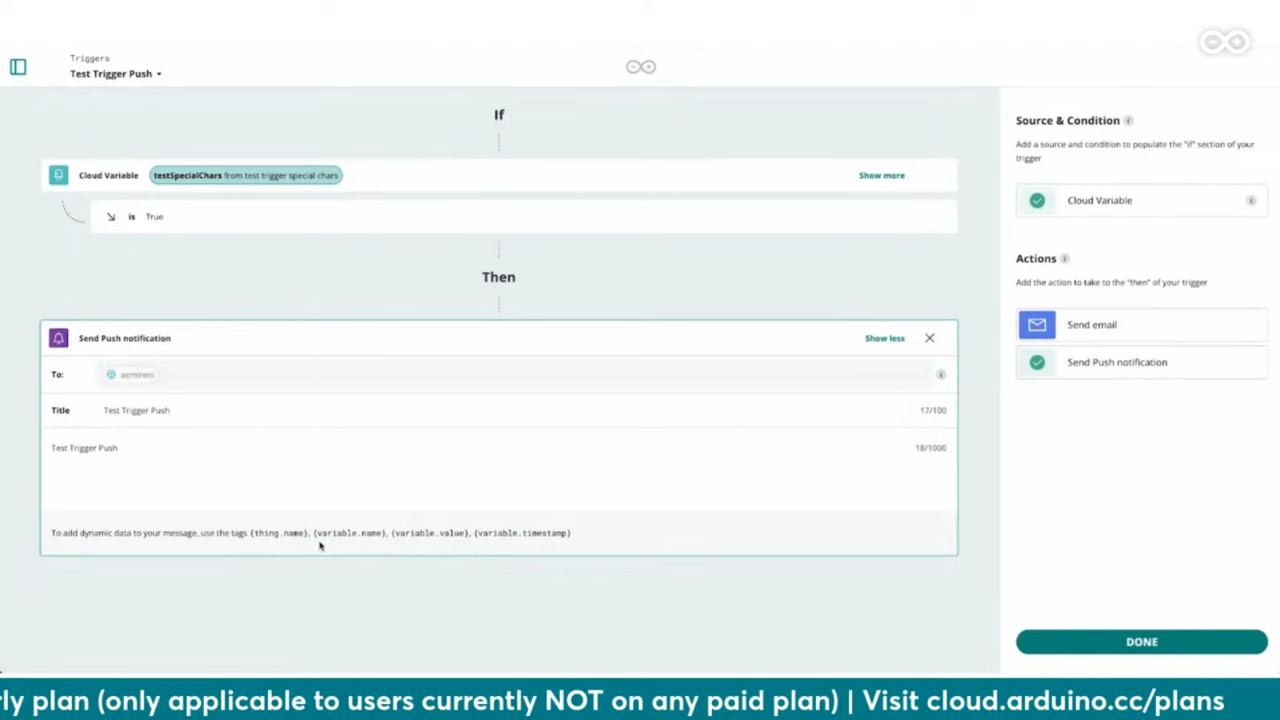 Triggers
Test Trigger Push
If
Cloud Variable testSpecialChars from test trigger special chars Show more
is True
Then
Send Push notification Show less
To: aemireni
Title Test Trigger Push 17/100
Test Trigger Push 18/1000
To add dynamic data to your message, use the tags {thing.name}, {variable.name}, {variable.value}, {variable.timestamp}
Source & Condition
Add a source and condition to populate the "if" section of your
trigger
Cloud Variable
Actions
Add the action to take to the "then" of your trigger
Send email
Send Push notification
DONE
rly plan (only applicable to users currently NOT on any paid plan) | Visit cloud.arduino.cc/plans